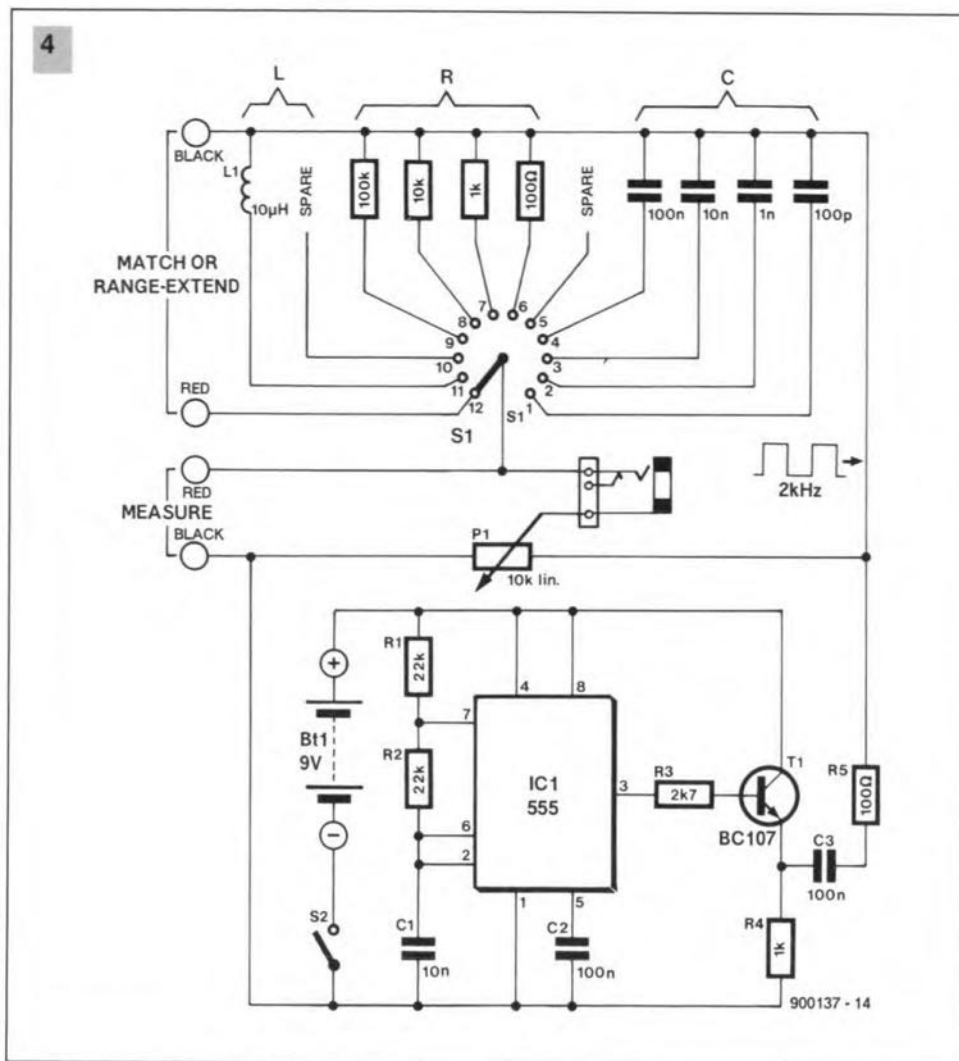 4
L
R
C
BLACK
L1
10µH
SPARE
100k
10k
1k
100Ω
SPARE
100n
10n
1n
100p
MATCH OR
RANGE-EXTEND
7
6
8
5
9
4
10
3
11
2
12
1
RED
S1
S1
RED
MEASURE
BLACK
2kHz
P1
10k lin.
R1
22k
4
8
+
7
Bt1
9V
R2
22k
IC1
555
3
R3
2k7
T1
R5
100Ω
6
BC107
−
2
C3
100n
1
5
S2
C1
10n
C2
100n
R4
1k
900137 - 14